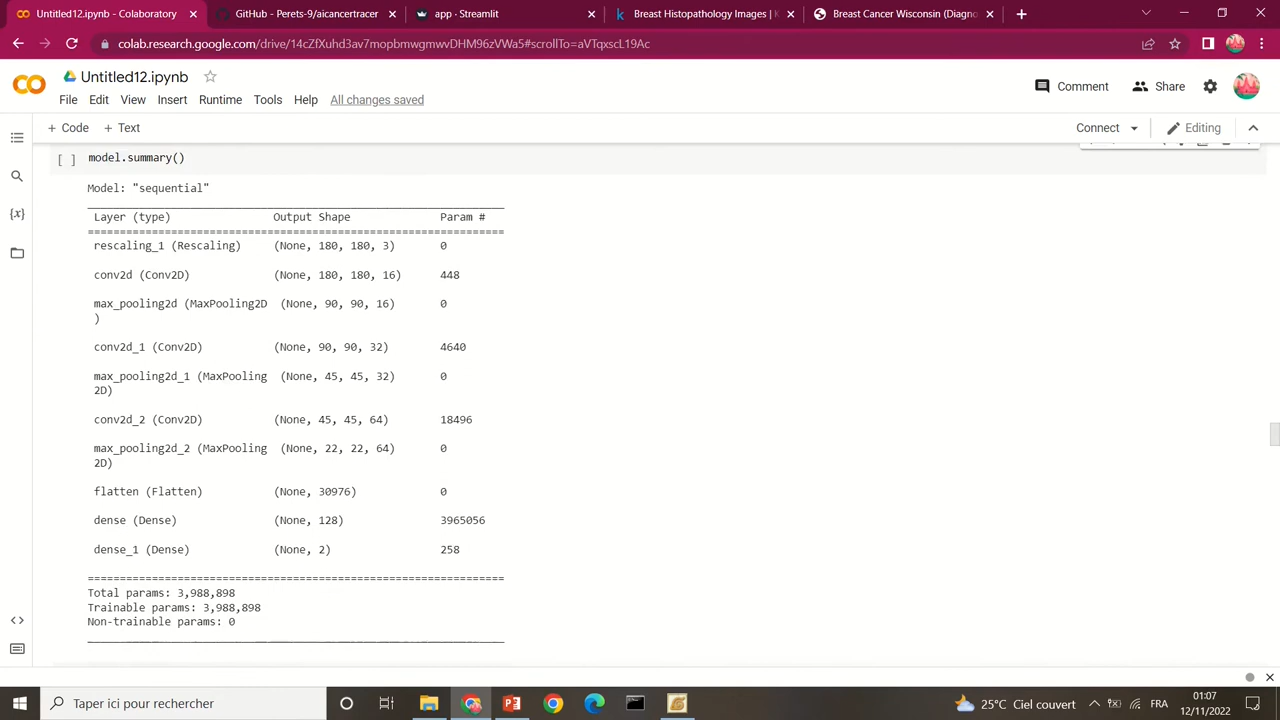 Untitled12.ipynb - Colaboratory
GitHub - Perets-9/aicancertracer
app · Streamlit
Breast Histopathology Images | K
Breast Cancer Wisconsin (Diagno
colab.research.google.com/drive/14cZfXuhd3av7mopbmwgmwvDHM96zVWa5#scrollTo=aVTqxscL19Ac
Untitled12.ipynb
Comment
Share
File Edit View Insert Runtime Tools Help All changes saved
+ Code + Text
Connect
Editing
[ ] model.summary()
Model: "sequential"
Layer (type) Output Shape Param #
rescaling_1 (Rescaling) (None, 180, 180, 3) 0
conv2d (Conv2D) (None, 180, 180, 16) 448
max_pooling2d (MaxPooling2D (None, 90, 90, 16) 0
)
conv2d_1 (Conv2D) (None, 90, 90, 32) 4640
max_pooling2d_1 (MaxPooling (None, 45, 45, 32) 0
2D)
conv2d_2 (Conv2D) (None, 45, 45, 64) 18496
max_pooling2d_2 (MaxPooling (None, 22, 22, 64) 0
2D)
flatten (Flatten) (None, 30976) 0
dense (Dense) (None, 128) 3965056
dense_1 (Dense) (None, 2) 258
Total params: 3,988,898
Trainable params: 3,988,898
Non-trainable params: 0
Taper ici pour rechercher
25°C Ciel couvert
FRA
01:07
12/11/2022